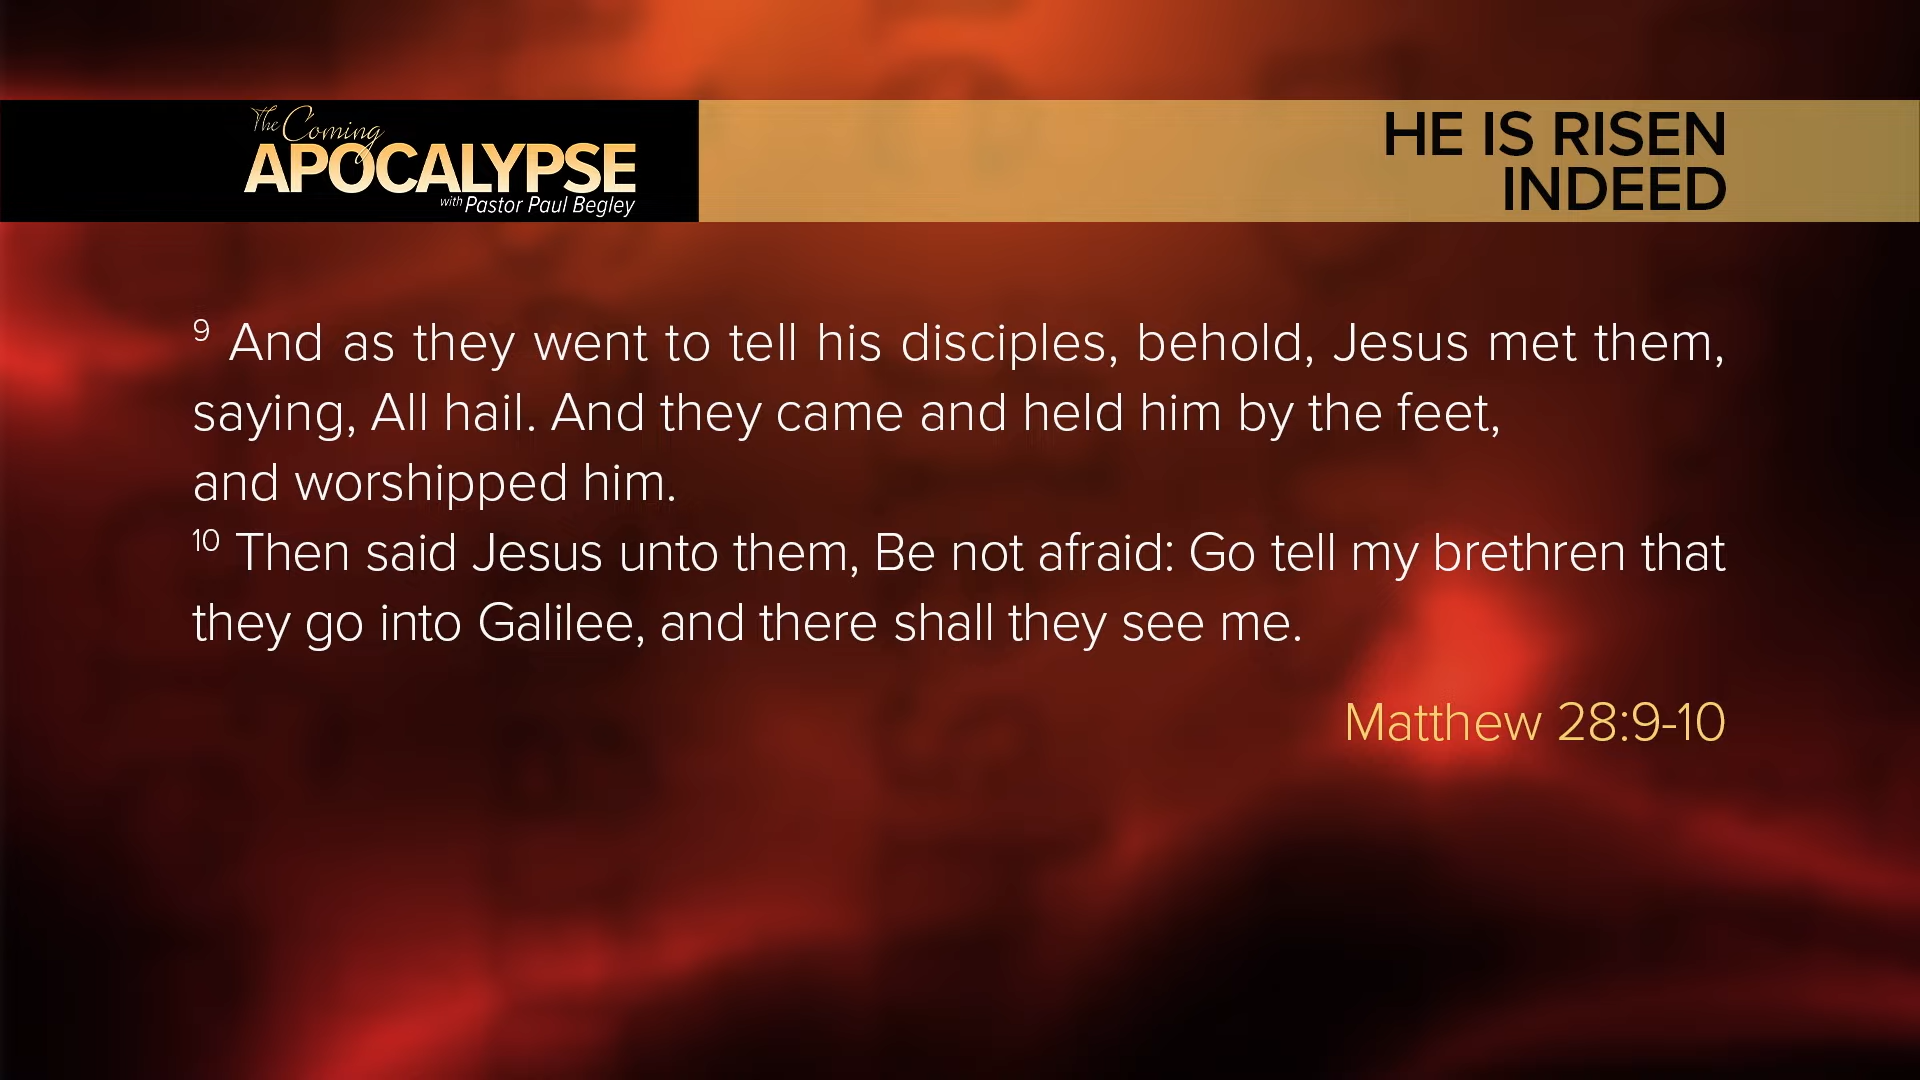 The Coming
APOCALYPSE
with Pastor Paul Begley
HE IS RISEN
INDEED
9 And as they went to tell his disciples, behold, Jesus met them,
saying, All hail. And they came and held him by the feet,
and worshipped him.
10 Then said Jesus unto them, Be not afraid: Go tell my brethren that
they go into Galilee, and there shall they see me.
Matthew 28:9-10